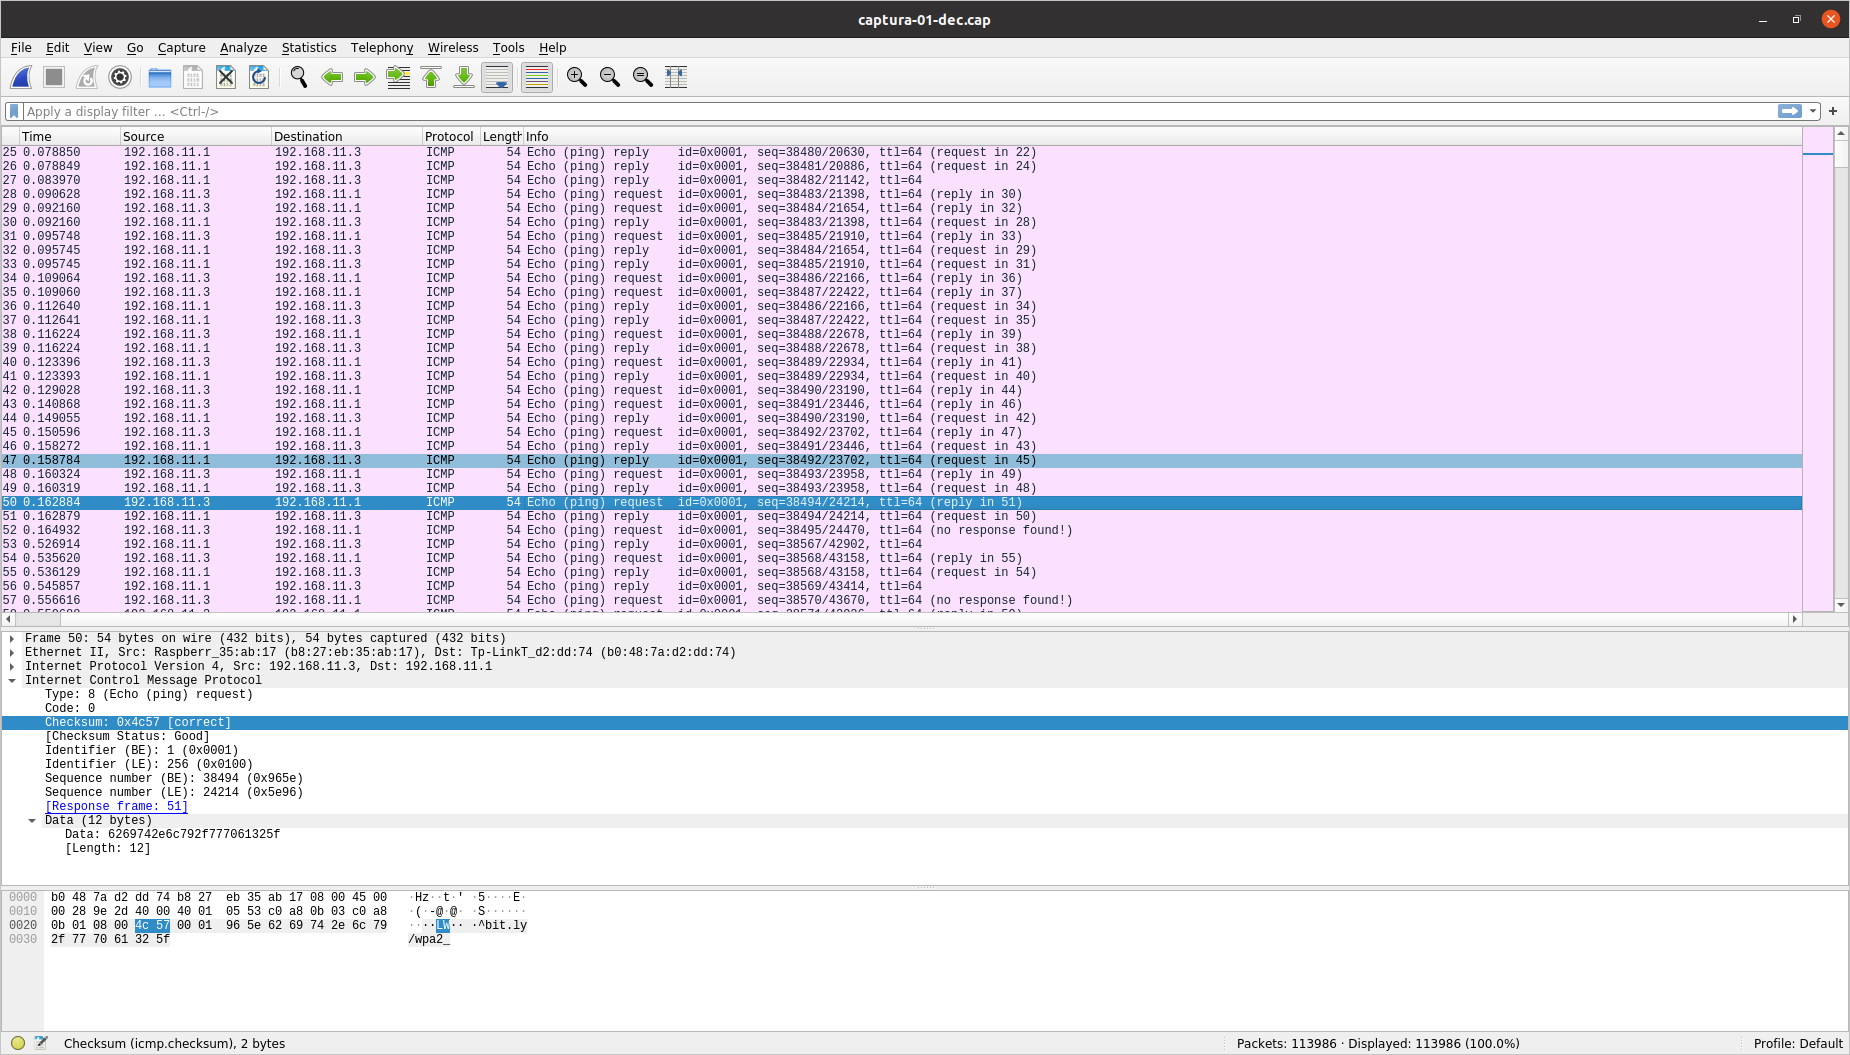 captura-01-dec.cap
File Edit View Go Capture Analyze Statistics Telephony Wireless Tools Help
Apply a display filter … <Ctrl-/>
Time Source Destination Protocol Length Info
25 0.078850 192.168.11.1 192.168.11.3 ICMP 54 Echo (ping) reply id=0x0001, seq=38480/20630, ttl=64 (request in 22)
26 0.078849 192.168.11.1 192.168.11.3 ICMP 54 Echo (ping) reply id=0x0001, seq=38481/20886, ttl=64 (request in 24)
27 0.083970 192.168.11.1 192.168.11.3 ICMP 54 Echo (ping) reply id=0x0001, seq=38482/21142, ttl=64
28 0.090628 192.168.11.3 192.168.11.1 ICMP 54 Echo (ping) request id=0x0001, seq=38483/21398, ttl=64 (reply in 30)
29 0.092160 192.168.11.3 192.168.11.1 ICMP 54 Echo (ping) request id=0x0001, seq=38484/21654, ttl=64 (reply in 32)
30 0.092160 192.168.11.1 192.168.11.3 ICMP 54 Echo (ping) reply id=0x0001, seq=38483/21398, ttl=64 (request in 28)
31 0.095748 192.168.11.3 192.168.11.1 ICMP 54 Echo (ping) request id=0x0001, seq=38485/21910, ttl=64 (reply in 33)
32 0.095745 192.168.11.1 192.168.11.3 ICMP 54 Echo (ping) reply id=0x0001, seq=38484/21654, ttl=64 (request in 29)
33 0.095745 192.168.11.1 192.168.11.3 ICMP 54 Echo (ping) reply id=0x0001, seq=38485/21910, ttl=64 (request in 31)
34 0.109064 192.168.11.3 192.168.11.1 ICMP 54 Echo (ping) request id=0x0001, seq=38486/22166, ttl=64 (reply in 36)
35 0.109060 192.168.11.3 192.168.11.1 ICMP 54 Echo (ping) request id=0x0001, seq=38487/22422, ttl=64 (reply in 37)
36 0.112640 192.168.11.1 192.168.11.3 ICMP 54 Echo (ping) reply id=0x0001, seq=38486/22166, ttl=64 (request in 34)
37 0.112641 192.168.11.1 192.168.11.3 ICMP 54 Echo (ping) reply id=0x0001, seq=38487/22422, ttl=64 (request in 35)
38 0.116224 192.168.11.3 192.168.11.1 ICMP 54 Echo (ping) request id=0x0001, seq=38488/22678, ttl=64 (reply in 39)
39 0.116224 192.168.11.1 192.168.11.3 ICMP 54 Echo (ping) reply id=0x0001, seq=38488/22678, ttl=64 (request in 38)
40 0.123396 192.168.11.3 192.168.11.1 ICMP 54 Echo (ping) request id=0x0001, seq=38489/22934, ttl=64 (reply in 41)
41 0.123393 192.168.11.1 192.168.11.3 ICMP 54 Echo (ping) reply id=0x0001, seq=38489/22934, ttl=64 (request in 40)
42 0.129028 192.168.11.3 192.168.11.1 ICMP 54 Echo (ping) request id=0x0001, seq=38490/23190, ttl=64 (reply in 44)
43 0.140868 192.168.11.3 192.168.11.1 ICMP 54 Echo (ping) request id=0x0001, seq=38491/23446, ttl=64 (reply in 46)
44 0.149055 192.168.11.1 192.168.11.3 ICMP 54 Echo (ping) reply id=0x0001, seq=38490/23190, ttl=64 (request in 42)
45 0.150596 192.168.11.3 192.168.11.1 ICMP 54 Echo (ping) request id=0x0001, seq=38492/23702, ttl=64 (reply in 47)
46 0.158272 192.168.11.1 192.168.11.3 ICMP 54 Echo (ping) reply id=0x0001, seq=38491/23446, ttl=64 (request in 43)
47 0.158784 192.168.11.1 192.168.11.3 ICMP 54 Echo (ping) reply id=0x0001, seq=38492/23702, ttl=64 (request in 45)
48 0.160324 192.168.11.3 192.168.11.1 ICMP 54 Echo (ping) request id=0x0001, seq=38493/23958, ttl=64 (reply in 49)
49 0.160319 192.168.11.1 192.168.11.3 ICMP 54 Echo (ping) reply id=0x0001, seq=38493/23958, ttl=64 (request in 48)
50 0.162884 192.168.11.3 192.168.11.1 ICMP 54 Echo (ping) request id=0x0001, seq=38494/24214, ttl=64 (reply in 51)
51 0.162879 192.168.11.1 192.168.11.3 ICMP 54 Echo (ping) reply id=0x0001, seq=38494/24214, ttl=64 (request in 50)
52 0.164932 192.168.11.3 192.168.11.1 ICMP 54 Echo (ping) request id=0x0001, seq=38495/24470, ttl=64 (no response found!)
53 0.526914 192.168.11.1 192.168.11.3 ICMP 54 Echo (ping) reply id=0x0001, seq=38567/42902, ttl=64
54 0.535620 192.168.11.3 192.168.11.1 ICMP 54 Echo (ping) request id=0x0001, seq=38568/43158, ttl=64 (reply in 55)
55 0.536129 192.168.11.1 192.168.11.3 ICMP 54 Echo (ping) reply id=0x0001, seq=38568/43158, ttl=64 (request in 54)
56 0.545857 192.168.11.1 192.168.11.3 ICMP 54 Echo (ping) reply id=0x0001, seq=38569/43414, ttl=64
57 0.556616 192.168.11.3 192.168.11.1 ICMP 54 Echo (ping) request id=0x0001, seq=38570/43670, ttl=64 (no response found!)
Frame 50: 54 bytes on wire (432 bits), 54 bytes captured (432 bits)
Ethernet II, Src: Raspberr_35:ab:17 (b8:27:eb:35:ab:17), Dst: Tp-LinkT_d2:dd:74 (b0:48:7a:d2:dd:74)
Internet Protocol Version 4, Src: 192.168.11.3, Dst: 192.168.11.1
Internet Control Message Protocol
Type: 8 (Echo (ping) request)
Code: 0
Checksum: 0x4c57 [correct]
[Checksum Status: Good]
Identifier (BE): 1 (0x0001)
Identifier (LE): 256 (0x0100)
Sequence number (BE): 38494 (0x965e)
Sequence number (LE): 24214 (0x5e96)
[Response frame: 51]
Data (12 bytes)
Data: 6269742e6c792f777061325f
[Length: 12]
0000 b0 48 7a d2 dd 74 b8 27 eb 35 ab 17 08 00 45 00 ·Hz··t·' ·5····E·
0010 00 28 9e 2d 40 00 40 01 05 53 c0 a8 0b 03 c0 a8 ·(·-@·@· ·S······
0020 0b 01 08 00 4c 57 00 01 96 5e 62 69 74 2e 6c 79 ····LW·· ·^bit.ly
0030 2f 77 70 61 32 5f /wpa2_
Checksum (icmp.checksum), 2 bytes Packets: 113986 · Displayed: 113986 (100.0%) Profile: Default